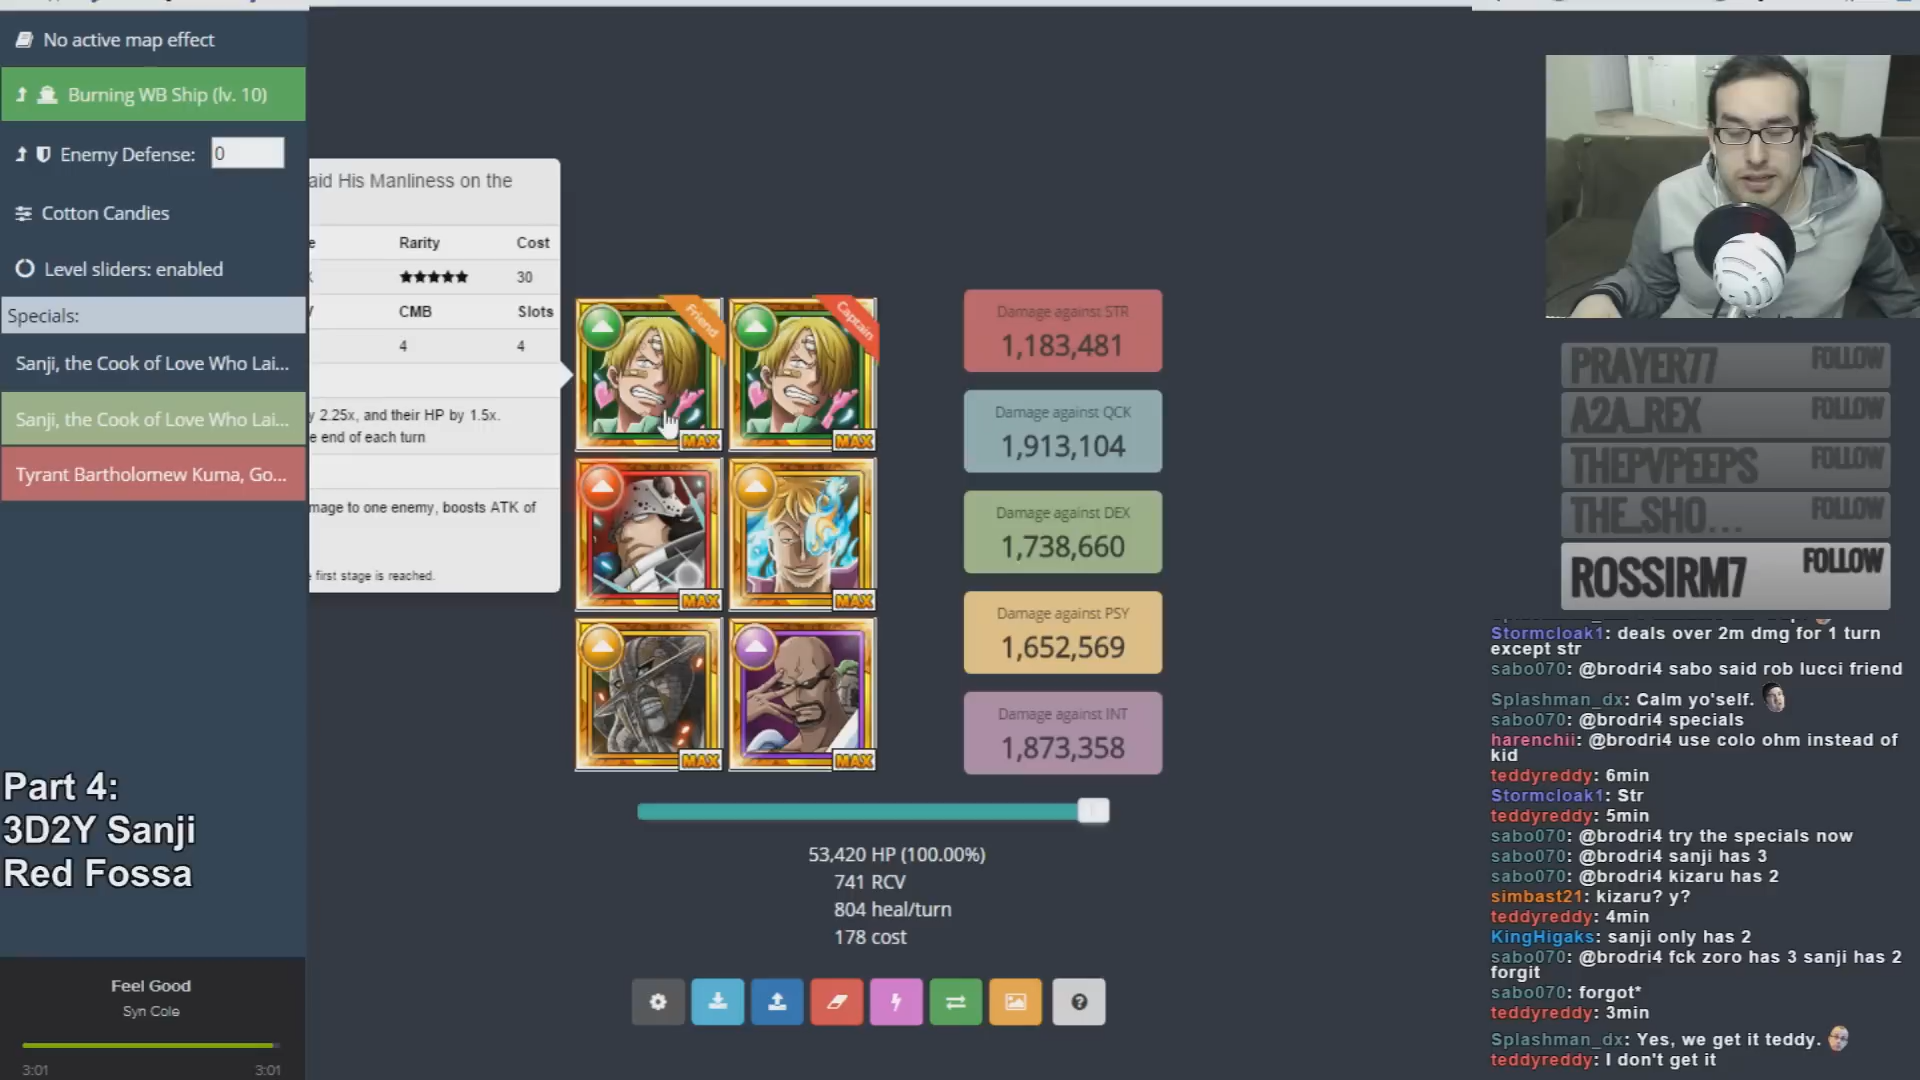 No active map effect
Burning WB Ship (lv. 10)
Enemy Defense: 0
Cotton Candies
Level sliders: enabled
Specials:
Sanji, the Cook of Love Who Lai...
Sanji, the Cook of Love Who Lai...
Tyrant Bartholomew Kuma, Go...
Part 4:
3D2Y Sanji
Red Fossa
Feel Good
Syn Cole
3:01 3:01
aid His Manliness on the
Rarity Cost
★★★★★ 30
CMB Slots
4 4
y 2.25x, and their HP by 1.5x.
e end of each turn
mage to one enemy, boosts ATK of
first stage is reached.
Friend
Captain
MAX MAX
MAX MAX
MAX MAX
Damage against STR
1,183,481
Damage against QCK
1,913,104
Damage against DEX
1,738,660
Damage against PSY
1,652,569
Damage against INT
1,873,358
53,420 HP (100.00%)
741 RCV
804 heal/turn
178 cost
PRAYER77 FOLLOW
A2A_REX FOLLOW
THEPVPEEPS FOLLOW
THE_SHO... FOLLOW
ROSSIRM7 FOLLOW
Stormcloak1: deals over 2m dmg for 1 turn
except str
sabo070: @brodri4 sabo said rob lucci friend
Splashman_dx: Calm yo'self.
sabo070: @brodri4 specials
harenchii: @brodri4 use colo ohm instead of
kid
teddyreddy: 6min
Stormcloak1: Str
teddyreddy: 5min
sabo070: @brodri4 try the specials now
sabo070: @brodri4 sanji has 3
sabo070: @brodri4 kizaru has 2
simbast21: kizaru? y?
teddyreddy: 4min
KingHigaks: sanji only has 2
sabo070: @brodri4 fck zoro has 3 sanji has 2
forgit
sabo070: forgot*
teddyreddy: 3min
Splashman_dx: Yes, we get it teddy.
teddyreddy: I don't get it